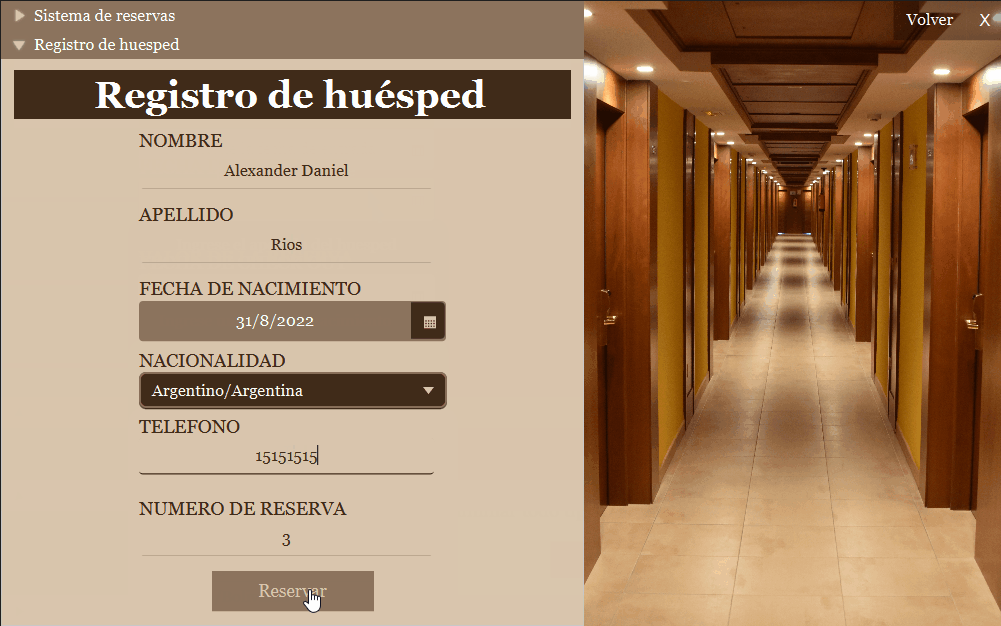 Sistema de reservas
Registro de huesped
Volver X
Registro de huésped
NOMBRE
Alexander Daniel
APELLIDO
Rios
FECHA DE NACIMIENTO
31/8/2022
NACIONALIDAD
Argentino/Argentina
TELEFONO
15151515
NUMERO DE RESERVA
3
Reservar